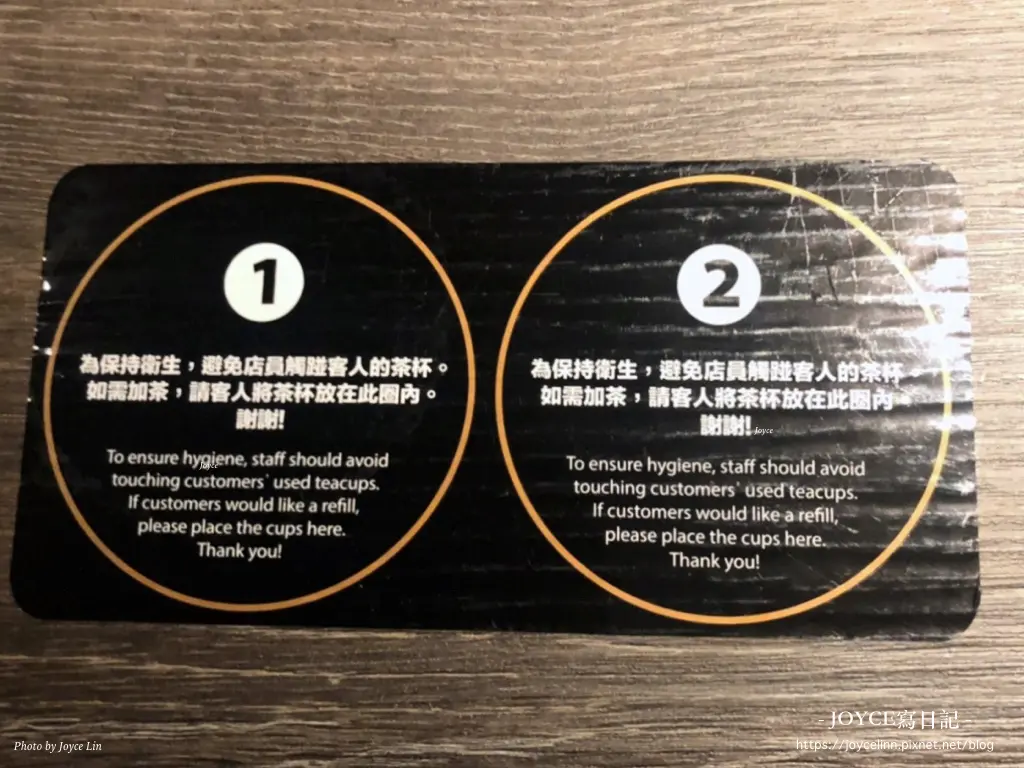 1
為保持衛生，避免店員觸踫客人的茶杯。
如需加茶，請客人將茶杯放在此圈內。
謝謝!
To ensure hygiene, staff should avoid
touching customers' used teacups.
If customers would like a refill,
please place the cups here.
Thank you!
Joyce
2
為保持衛生，避免店員觸踫客人的茶杯。
如需加茶，請客人將茶杯放在此圈內。
謝謝!
Joyce
To ensure hygiene, staff should avoid
touching customers' used teacups.
If customers would like a refill,
please place the cups here.
Thank you!
Photo by Joyce Lin
- JOYCE寫日記 -
https://joycelinn.pixnet.net/blog